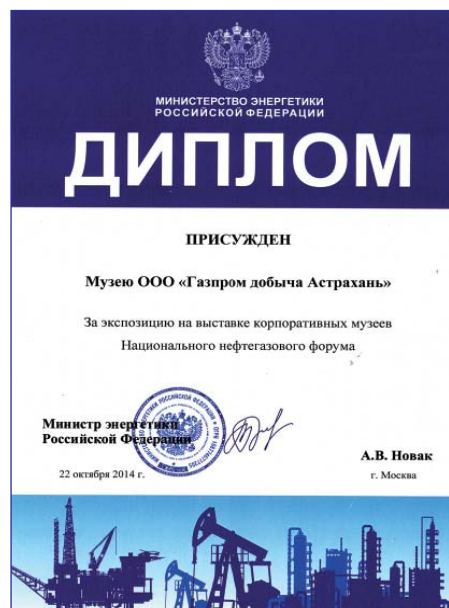 МИНИСТЕРСТВО ЭНЕРГЕТИКИ
РОССИЙСКОЙ ФЕДЕРАЦИИ
ДИПЛОМ
ПРИСУЖДЕН
Музею ООО «Газпром добыча Астрахань»
За экспозицию на выставке корпоративных музеев
Национального нефтегазового форума
Министр энергетики
Российской Федерации
А.В. Новак
22 октября 2014 г.
г. Москва